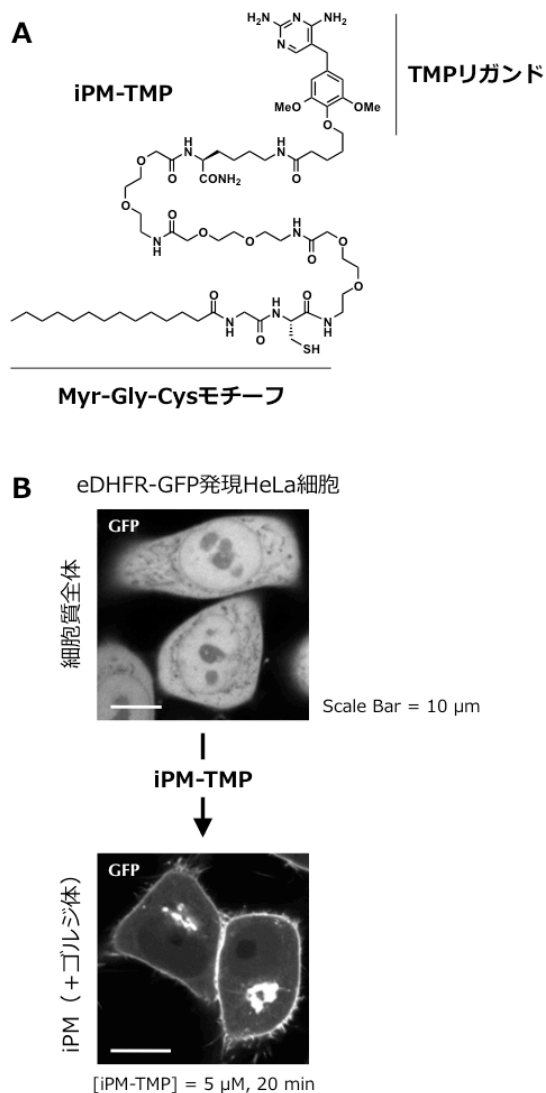 A
iPM-TMP
TMPリガンド
H₂N
N
NH₂
N
MeO
OMe
O
O
H
N
H
N
O
O
CONH₂
O
O
N
H
O
O
O
H
N
O
O
O
O
H
N
O
N
H
O
N
H
SH
Myr-Gly-Cysモチーフ
B
eDHFR-GFP発現HeLa細胞
GFP
細胞質全体
Scale Bar = 10 µm
iPM-TMP
GFP
iPM（＋ゴルジ体）
[iPM-TMP] = 5 µM, 20 min